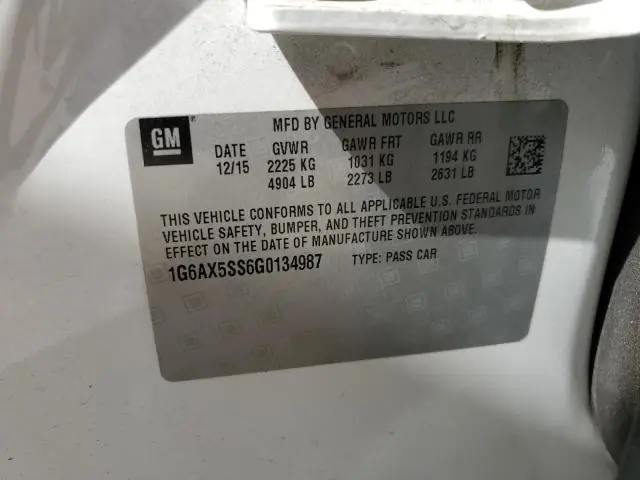 GM
MFD BY GENERAL MOTORS LLC
DATE GVWR GAWR FRT GAWR RR
12/15 2225 KG 1031 KG 1194 KG
4904 LB 2273 LB 2631 LB
THIS VEHICLE CONFORMS TO ALL APPLICABLE U.S. FEDERAL MOTOR
VEHICLE SAFETY, BUMPER, AND THEFT PREVENTION STANDARDS IN
EFFECT ON THE DATE OF MANUFACTURE SHOWN ABOVE.
1G6AX5SS6G0134987 TYPE: PASS CAR